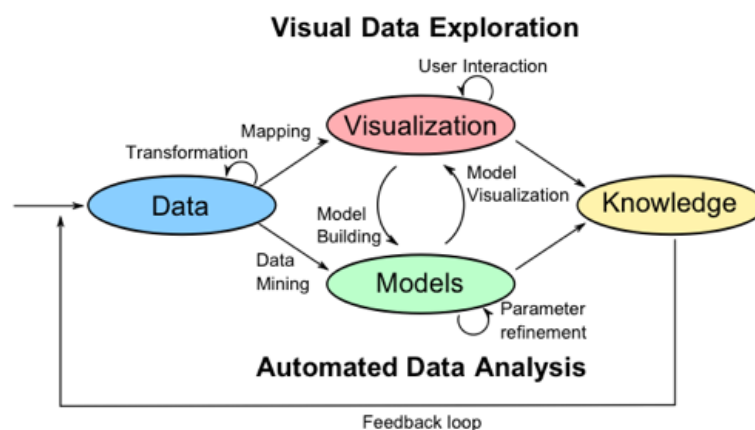 Visual Data Exploration
User Interaction
Visualization
Mapping
Transformation
Data
Model
Visualization
Knowledge
Model
Building
Data
Mining
Models
Parameter
refinement
Automated Data Analysis
Feedback loop